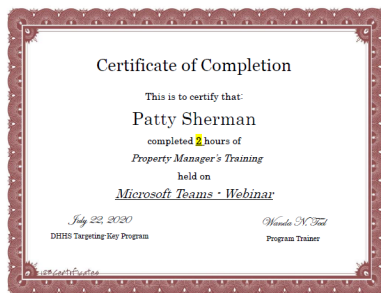 Certificate of Completion
This is to certify that:
Patty Sherman
completed 2 hours of
Property Manager's Training
held on
Microsoft Teams - Webinar
July 22, 2020
Wanda N. Teel
DHHS Targeting-Key Program
Program Trainer